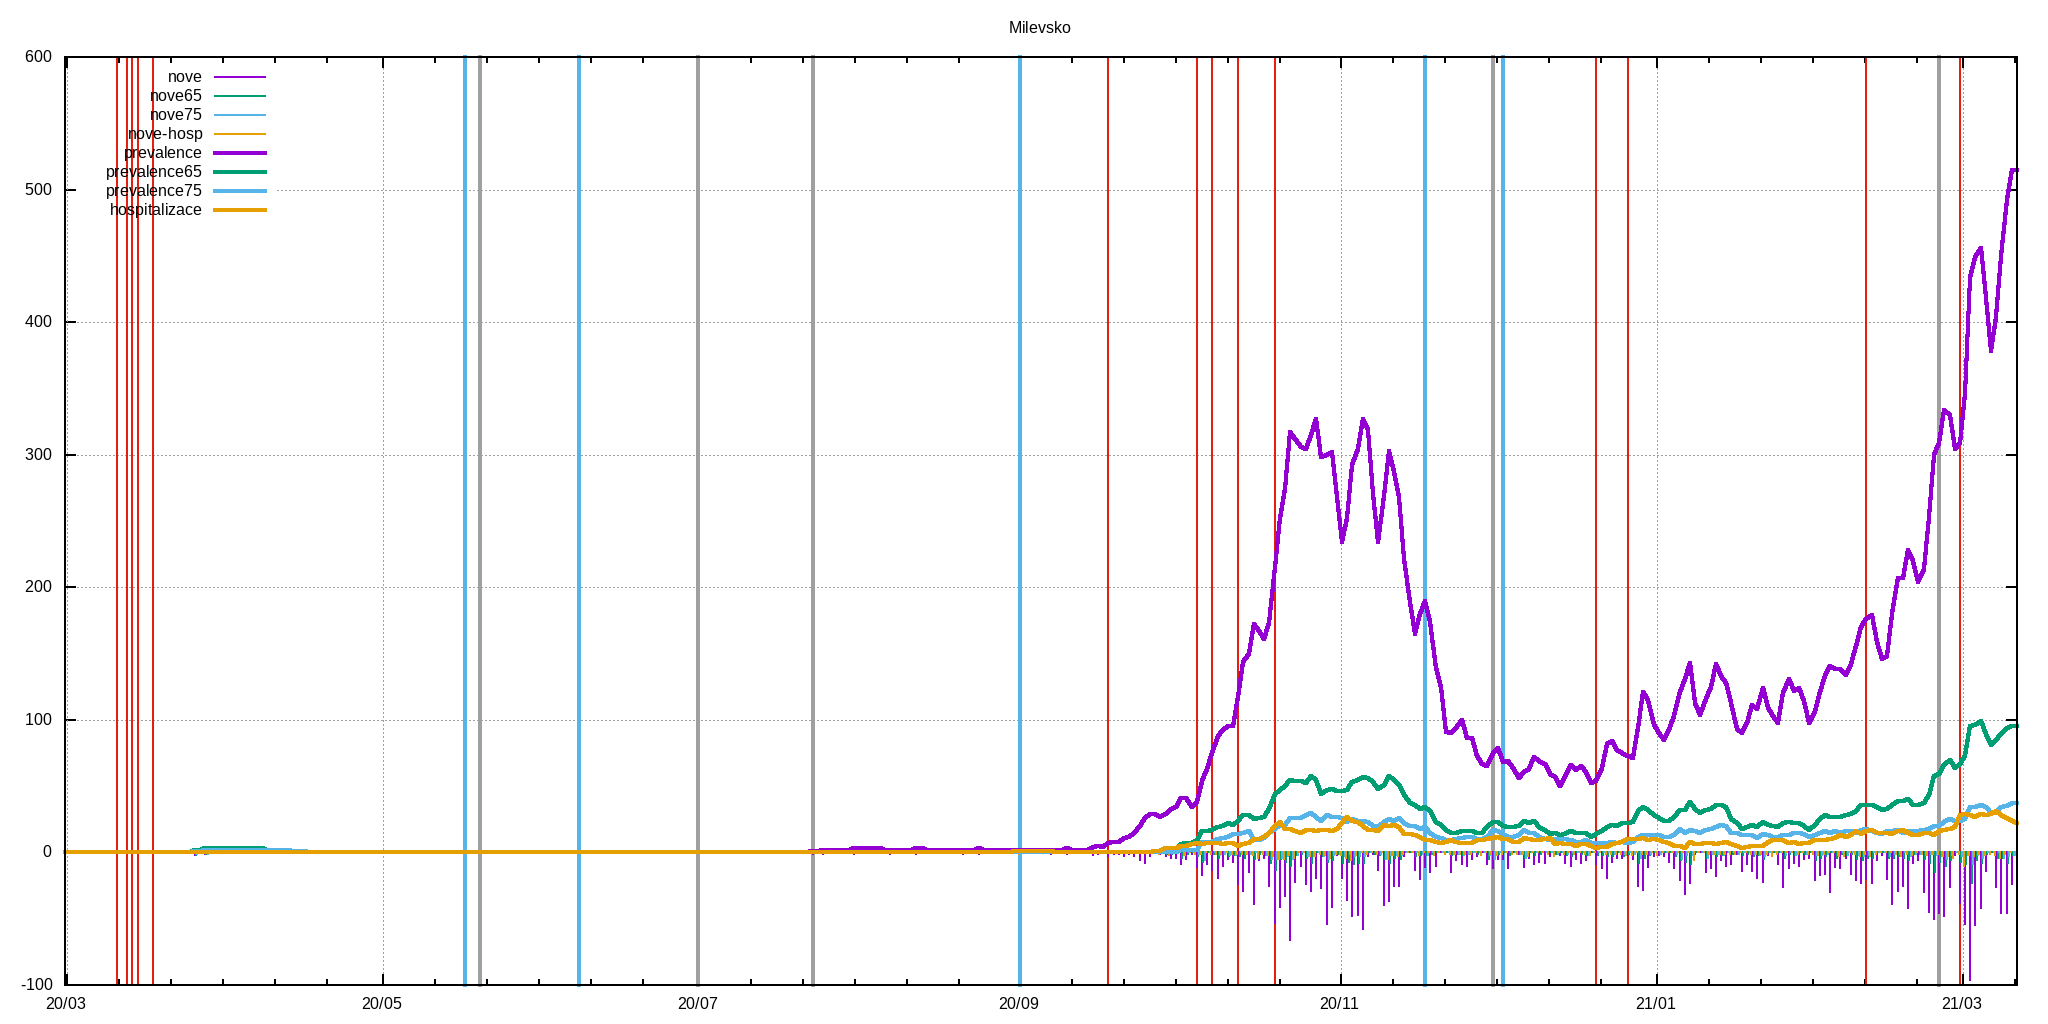 Milevsko
600
500
400
300
200
100
0
-100
nove
nove65
nove75
nove-hosp
prevalence
prevalence65
prevalence75
hospitalizace
20/03 20/05 20/07 20/09 20/11 21/01 21/03